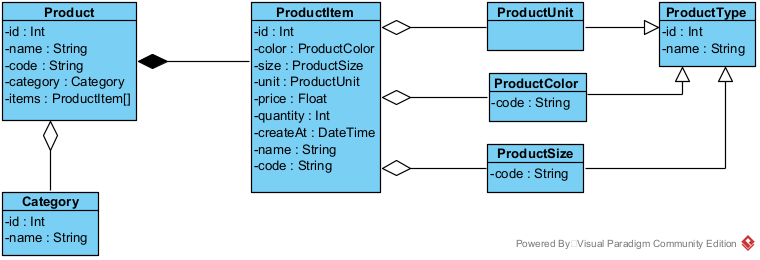 Product
-id : Int
-name : String
-code : String
-category : Category
-items : ProductItem[]
ProductItem
-id : Int
-color : ProductColor
-size : ProductSize
-unit : ProductUnit
-price : Float
-quantity : Int
-createAt : DateTime
-name : String
-code : String
ProductUnit
ProductType
-id : Int
-name : String
ProductColor
-code : String
ProductSize
-code : String
Category
-id : Int
-name : String
Powered By Visual Paradigm Community Edition